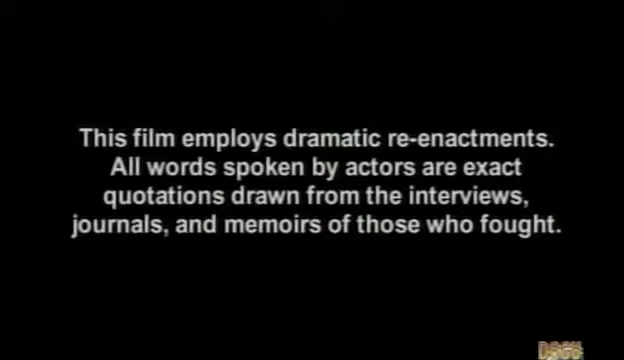 This film employs dramatic re-enactments.
All words spoken by actors are exact
quotations drawn from the interviews,
journals, and memoirs of those who fought.